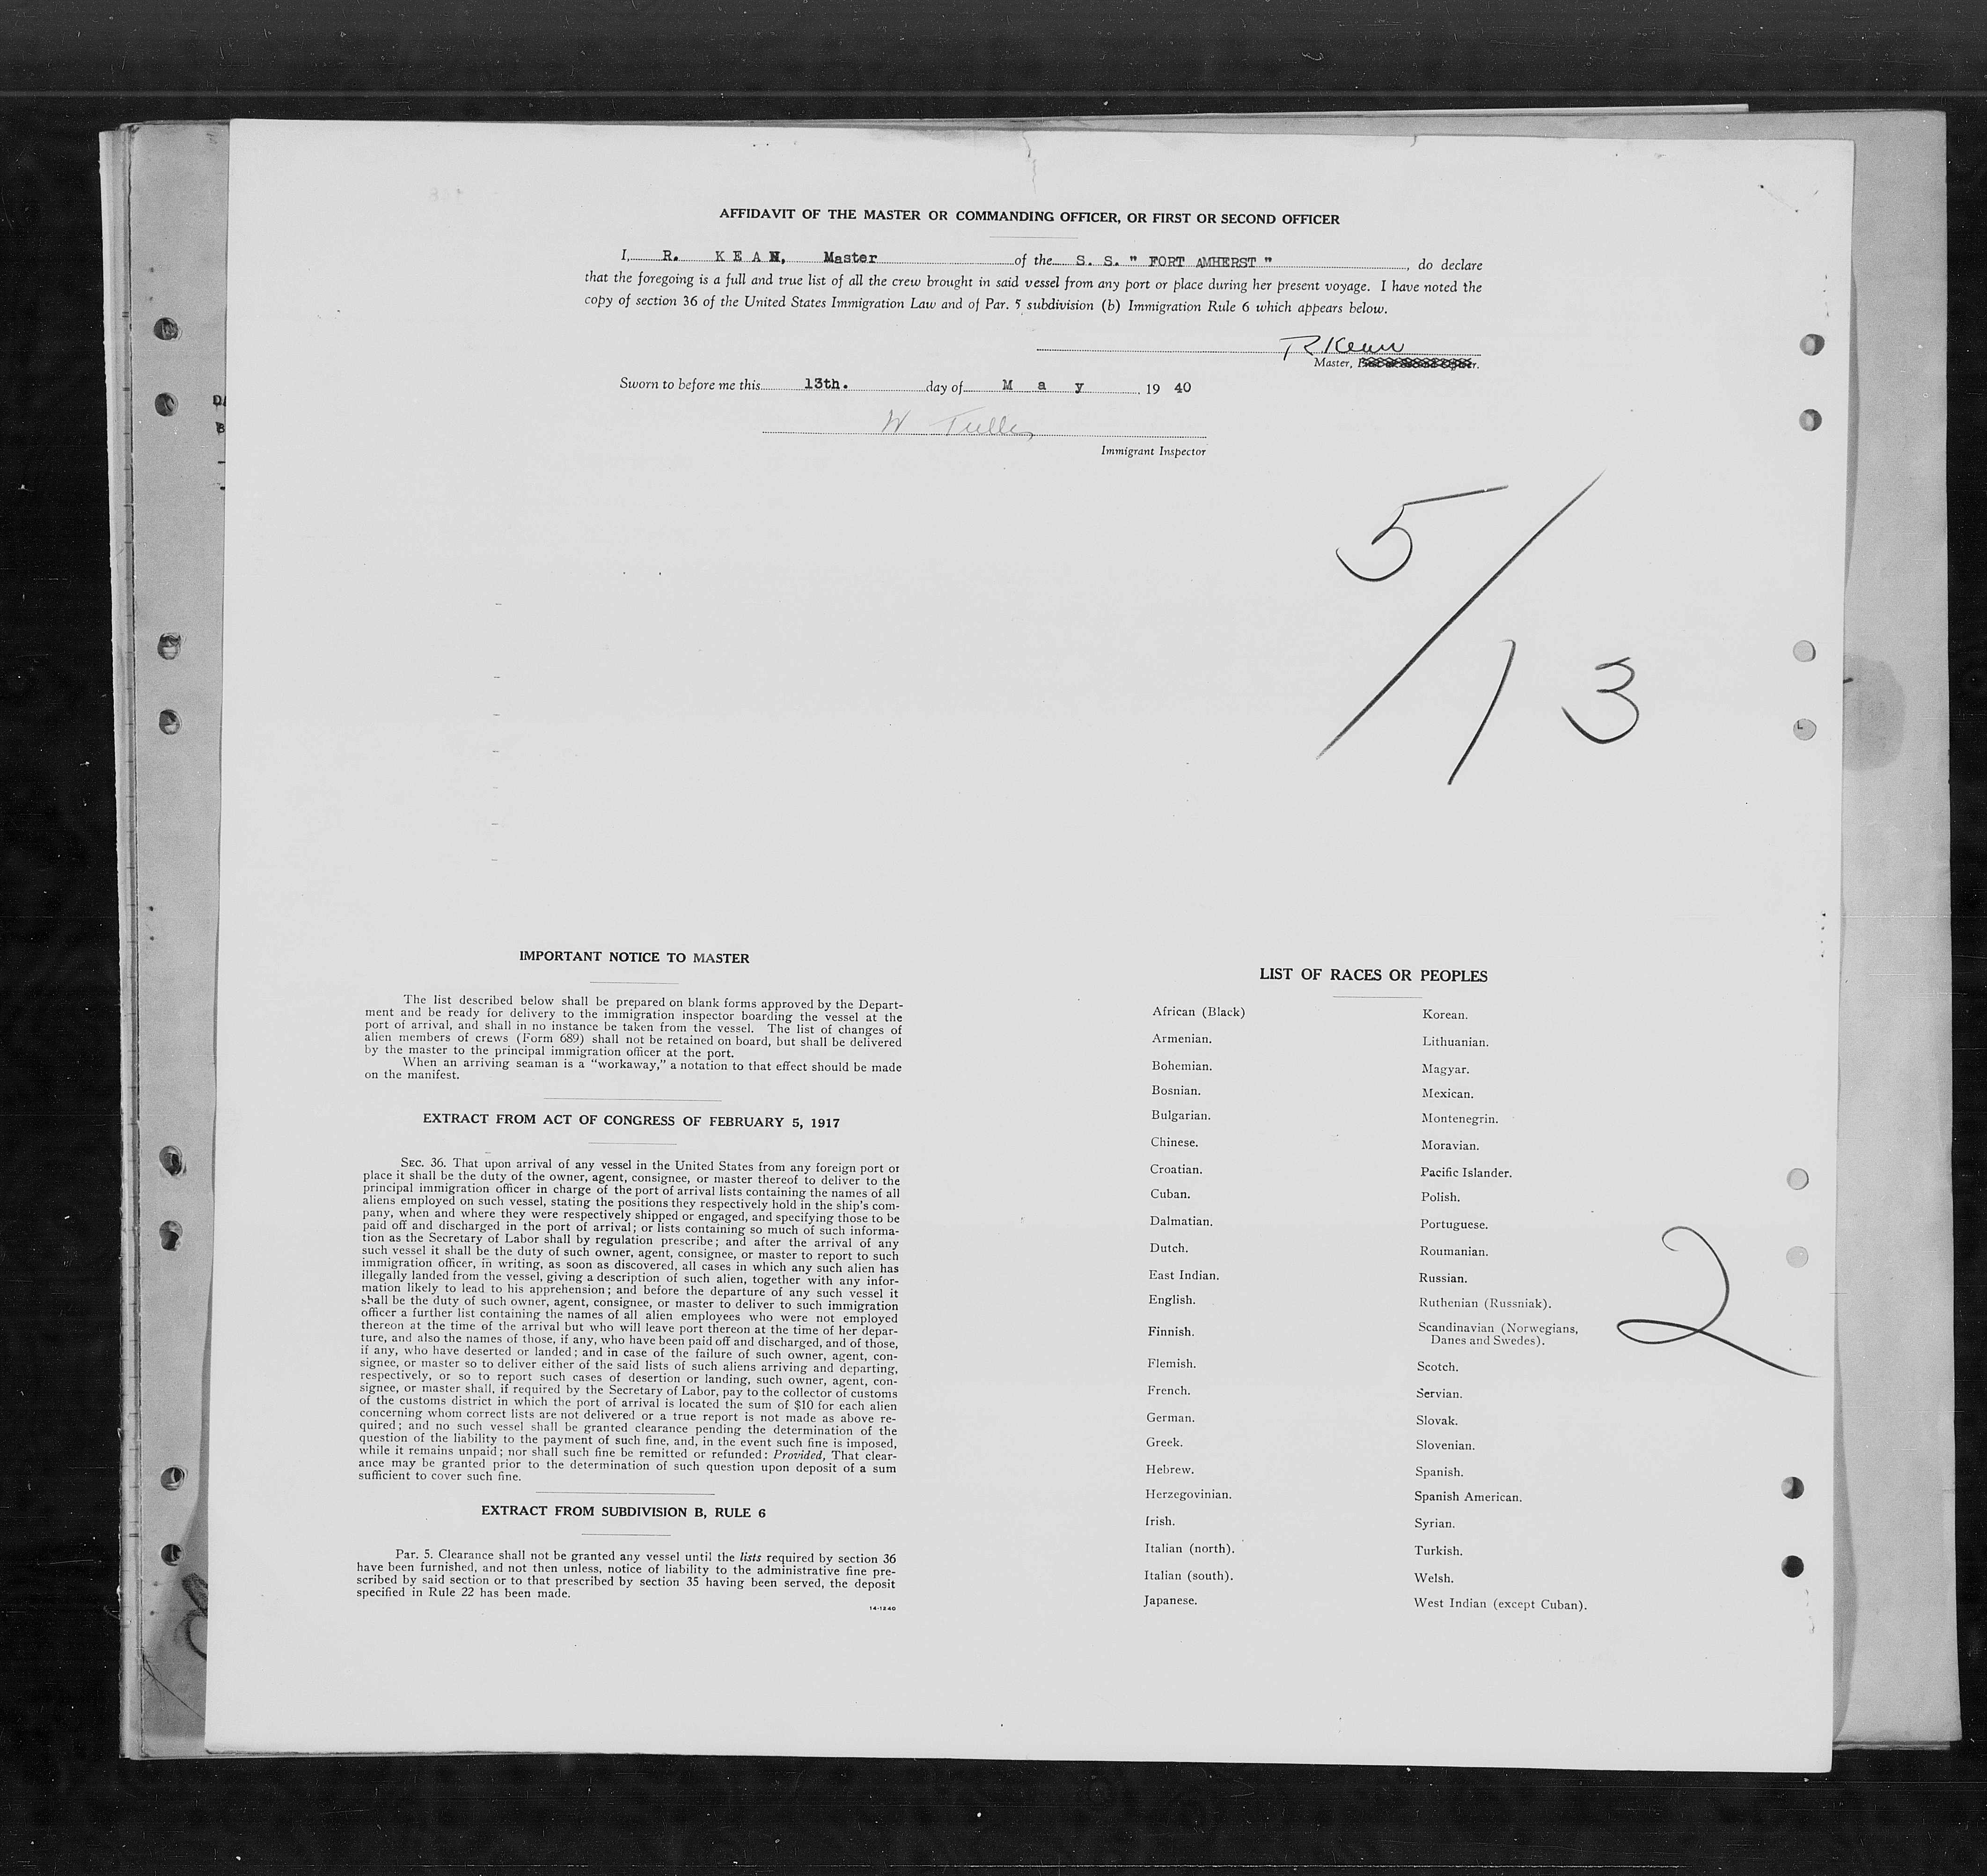 AFFIDAVIT OF THE MASTER OR COMMANDING OFFICER, OR FIRST OR SECOND OFFICER
I, R. K E A N, Master of the S. S. " FORT AMHERST ", do declare
that the foregoing is a full and true list of all the crew brought in said vessel from any port or place during her present voyage. I have noted the
copy of section 36 of the United States Immigration Law and of Par. 5 subdivision (b) Immigration Rule 6 which appears below.
R Kean
Master,
Sworn to before me this 13th. day of M a y, 19 40
W
Immigrant Inspector
5/13
IMPORTANT NOTICE TO MASTER
The list described below shall be prepared on blank forms approved by the Depart-
ment and be ready for delivery to the immigration inspector boarding the vessel at the
port of arrival, and shall in no instance be taken from the vessel. The list of changes of
alien members of crews (Form 689) shall not be retained on board, but shall be delivered
by the master to the principal immigration officer at the port.
When an arriving seaman is a "workaway," a notation to that effect should be made
on the manifest.
EXTRACT FROM ACT OF CONGRESS OF FEBRUARY 5, 1917
SEC. 36. That upon arrival of any vessel in the United States from any foreign port or
place it shall be the duty of the owner, agent, consignee, or master thereof to deliver to the
principal immigration officer in charge of the port of arrival lists containing the names of all
aliens employed on such vessel, stating the positions they respectively hold in the ship's com-
pany, when and where they were respectively shipped or engaged, and specifying those to be
paid off and discharged in the port of arrival; or lists containing so much of such informa-
tion as the Secretary of Labor shall by regulation prescribe; and after the arrival of any
such vessel it shall be the duty of such owner, agent, consignee, or master to report to such
immigration officer, in writing, as soon as discovered, all cases in which any such alien has
illegally landed from the vessel, giving a description of such alien, together with any infor-
mation likely to lead to his apprehension; and before the departure of any such vessel it
shall be the duty of such owner, agent, consignee, or master to deliver to such immigration
officer a further list containing the names of all alien employees who were not employed
thereon at the time of the arrival but who will leave port thereon at the time of her depar-
ture, and also the names of those, if any, who have been paid off and discharged, and of those,
if any, who have deserted or landed; and in case of the failure of such owner, agent, con-
signee, or master so to deliver either of the said lists of such aliens arriving and departing,
respectively, or so to report such cases of desertion or landing, such owner, agent, con-
signee, or master shall, if required by the Secretary of Labor, pay to the collector of customs
of the customs district in which the port of arrival is located the sum of $10 for each alien
concerning whom correct lists are not delivered or a true report is not made as above re-
quired; and no such vessel shall be granted clearance pending the determination of the
question of the liability to the payment of such fine, and, in the event such fine is imposed,
while it remains unpaid; nor shall such fine be remitted or refunded: Provided, That clear-
ance may be granted prior to the determination of such question upon deposit of a sum
sufficient to cover such fine.
EXTRACT FROM SUBDIVISION B, RULE 6
Par. 5. Clearance shall not be granted any vessel until the lists required by section 36
have been furnished, and not then unless, notice of liability to the administrative fine pre-
scribed by said section or to that prescribed by section 35 having been served, the deposit
specified in Rule 22 has been made.
14-1240
LIST OF RACES OR PEOPLES
African (Black)
Armenian.
Bohemian.
Bosnian.
Bulgarian.
Chinese.
Croatian.
Cuban.
Dalmatian.
Dutch.
East Indian.
English.
Finnish.
Flemish.
French.
German.
Greek.
Hebrew.
Herzegovinian.
Irish.
Italian (north).
Italian (south).
Japanese.
Korean.
Lithuanian.
Magyar.
Mexican.
Montenegrin.
Moravian.
Pacific Islander.
Polish.
Portuguese.
Roumanian.
Russian.
Ruthenian (Russniak).
Scandinavian (Norwegians,
Danes and Swedes).
Scotch.
Servian.
Slovak.
Slovenian.
Spanish.
Spanish American.
Syrian.
Turkish.
Welsh.
West Indian (except Cuban).
2